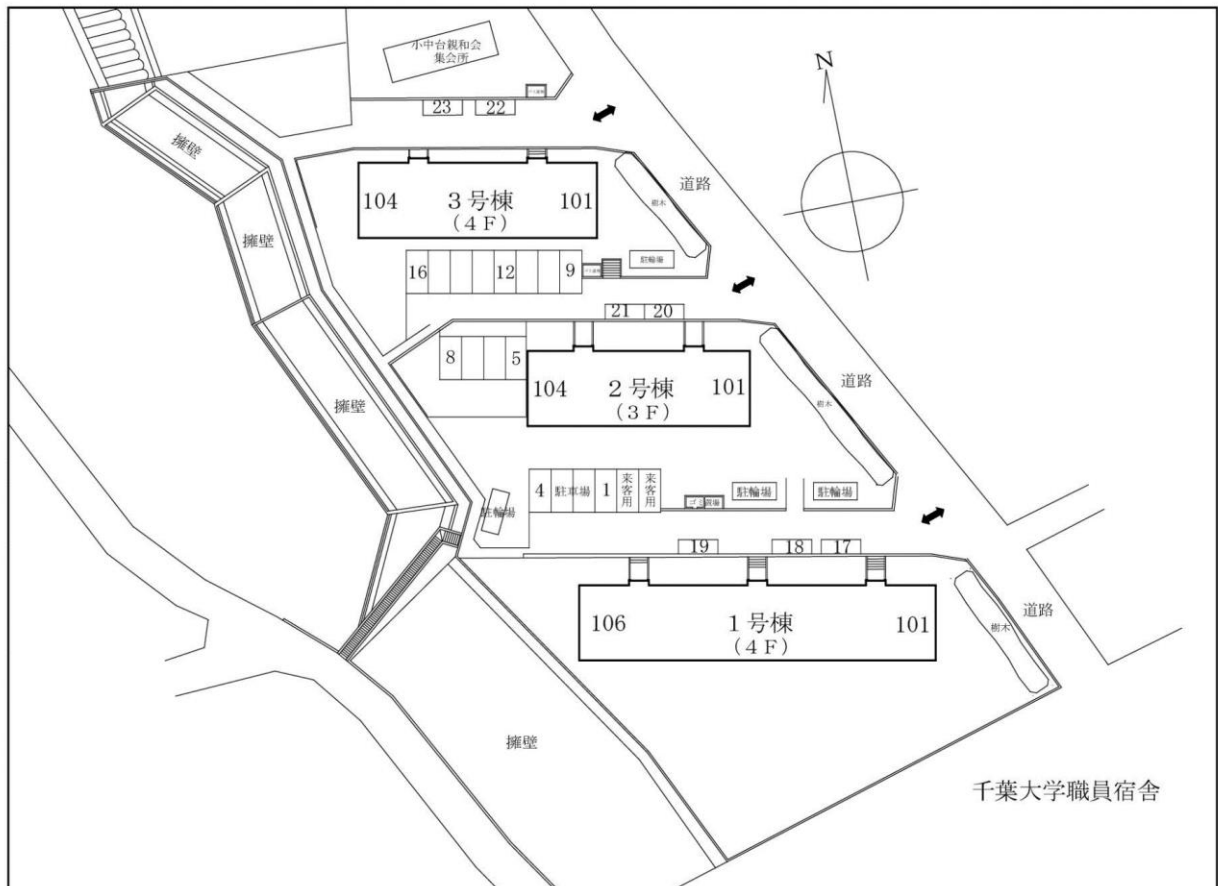 小中台親和会
集会所
N
23
22
擁壁
道路
104
3号棟
101
(4F)
樹木
擁壁
駐輪場
16
12
9
21
20
8
5
104
2号棟
101
(3F)
道路
樹木
擁壁
4
駐車場
1
来客用
来客用
ゴミ置場
駐輪場
駐輪場
駐輪場
19
18
17
106
1号棟
101
(4F)
道路
樹木
擁壁
千葉大学職員宿舎